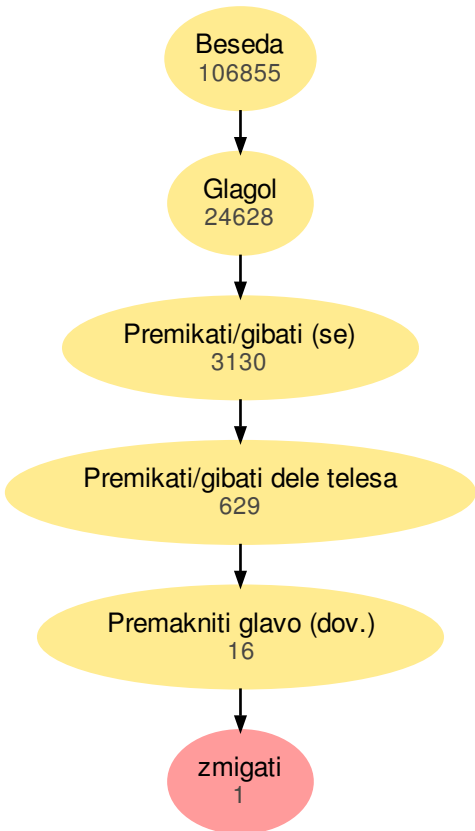 Beseda
106855
Glagol
24628
Premikati/gibati (se)
3130
Premikati/gibati dele telesa
629
Premakniti glavo (dov.)
16
zmigati
1